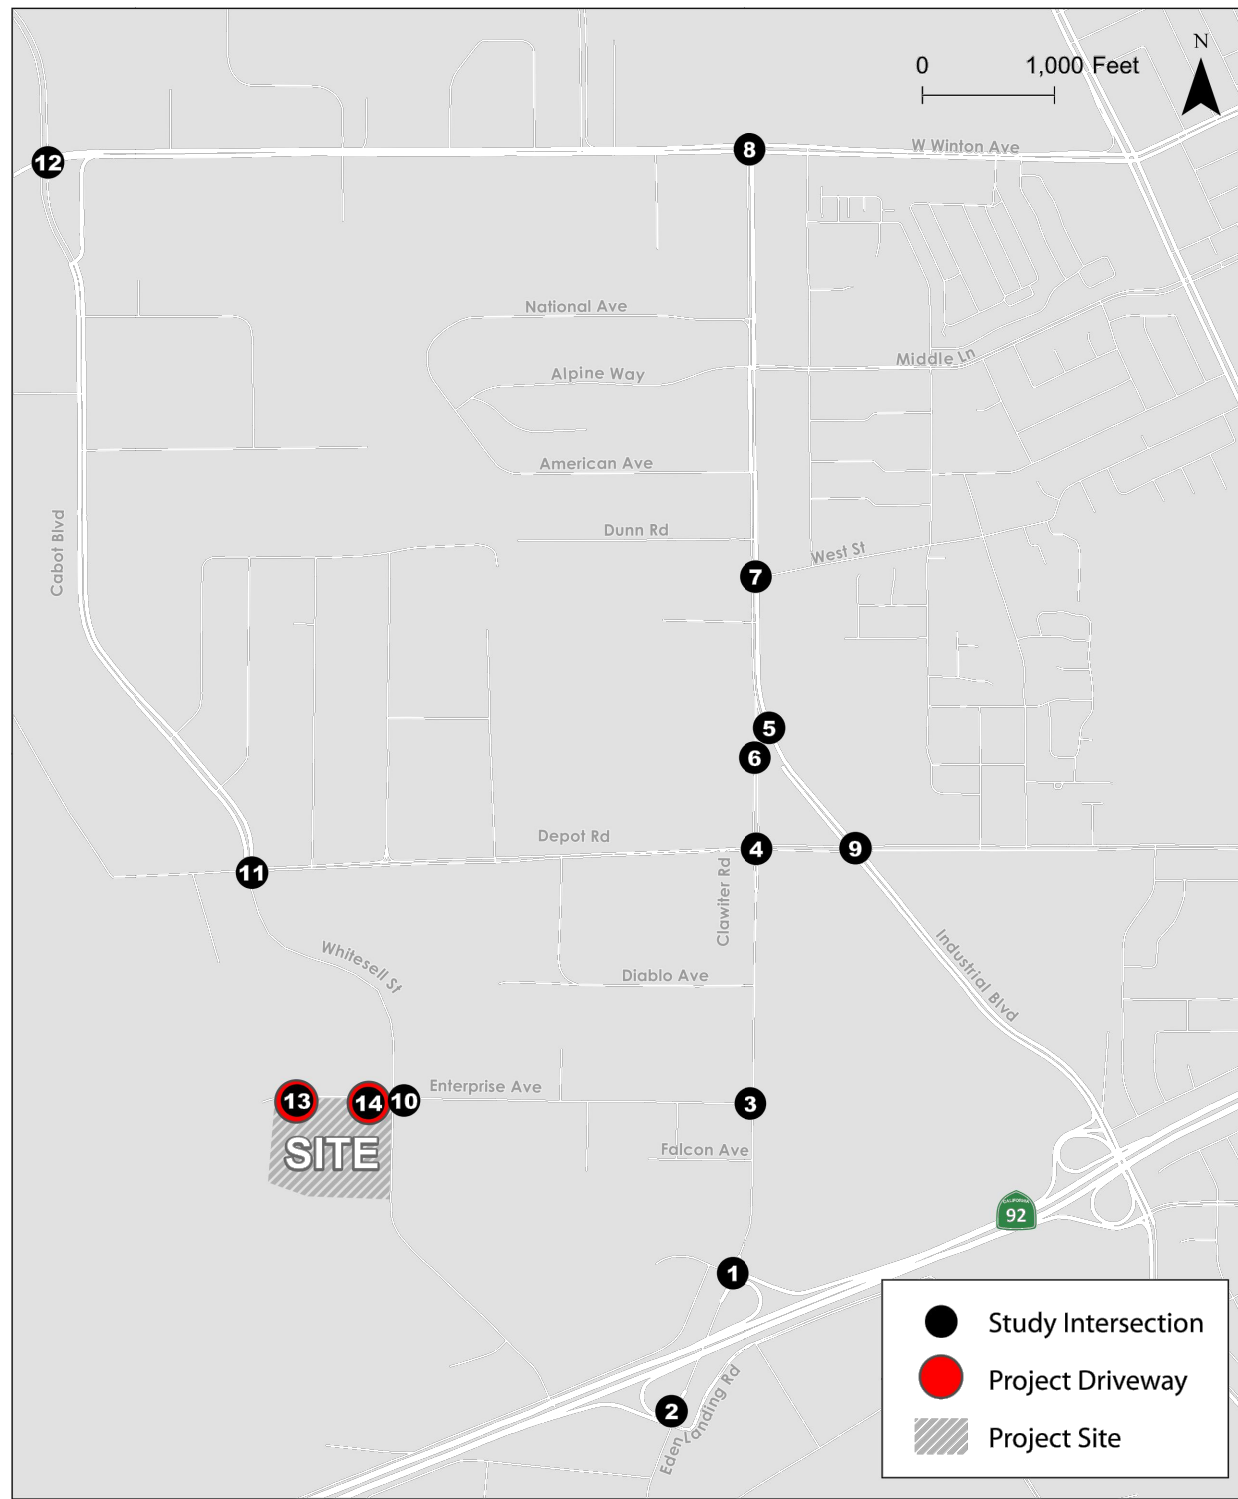 N
0 1,000 Feet
8
W Winton Ave
12
National Ave
Middle Ln
Alpine Way
American Ave
Cabot Blvd
Dunn Rd
West St
7
5
6
Depot Rd
4
9
11
Clawiter Rd
Whitesell St
Industrial Blvd
Diablo Ave
Enterprise Ave
13
14
10
3
SITE
Falcon Ave
CALIFORNIA
92
1
2
Eden Landing Rd
Study Intersection
Project Driveway
Project Site